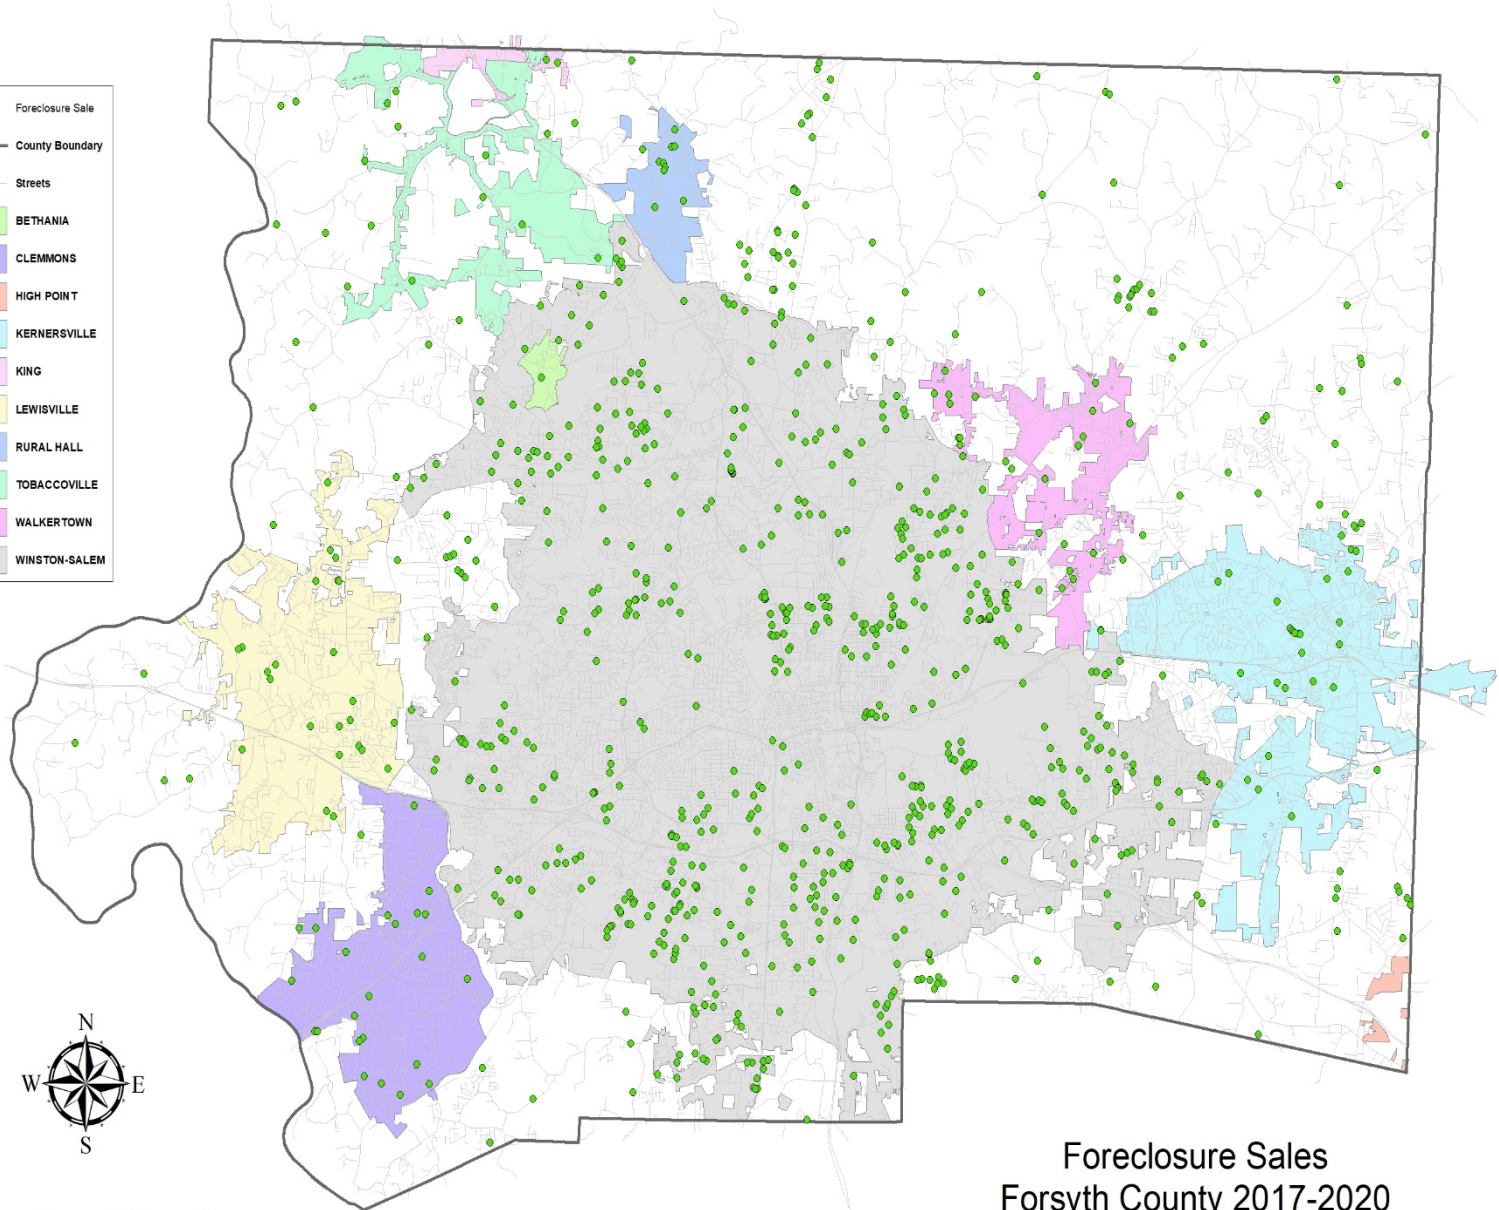 Foreclosure Sale
County Boundary
Streets
BETHANIA
CLEMMONS
HIGH POINT
KERNERSVILLE
KING
LEWISVILLE
RURAL HALL
TOBACCOVILLE
WALKERTOWN
WINSTON-SALEM
N
W E
S
Foreclosure Sales
Forsyth County 2017-2020